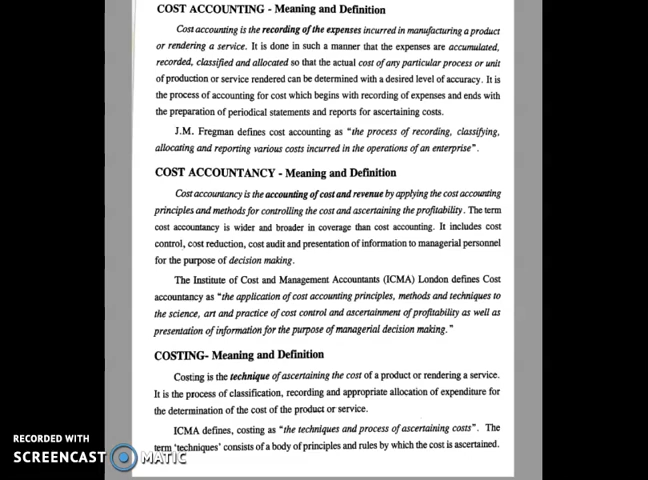 COST ACCOUNTING - Meaning and Definition
Cost accounting is the recording of the expenses incurred in manufacturing a product
or rendering a service. It is done in such a manner that the expenses are accumulated,
recorded, classified and allocated so that the actual cost of any particular process or unit
of production or service rendered can be determined with a desired level of accuracy. It is
the process of accounting for cost which begins with recording of expenses and ends with
the preparation of periodical statements and reports for ascertaining costs.
J.M. Fregman defines cost accounting as "the process of recording, classifying,
allocating and reporting various costs incurred in the operations of an enterprise".
COST ACCOUNTANCY - Meaning and Definition
Cost accountancy is the accounting of cost and revenue by applying the cost accounting
principles and methods for controlling the cost and ascertaining the profitability. The term
cost accountancy is wider and broader in coverage than cost accounting. It includes cost
control, cost reduction, cost audit and presentation of information to managerial personnel
for the purpose of decision making.
The Institute of Cost and Management Accountants (ICMA) London defines Cost
accountancy as "the application of cost accounting principles, methods and techniques to
the science, art and practice of cost control and ascertainment of profitability as well as
presentation of information for the purpose of managerial decision making."
COSTING- Meaning and Definition
Costing is the technique of ascertaining the cost of a product or rendering a service.
It is the process of classification, recording and appropriate allocation of expenditure for
the determination of the cost of the product or service.
ICMA defines, costing as "the techniques and process of ascertaining costs". The
term 'techniques' consists of a body of principles and rules by which the cost is ascertained.
RECORDED WITH
SCREENCAST MATIC